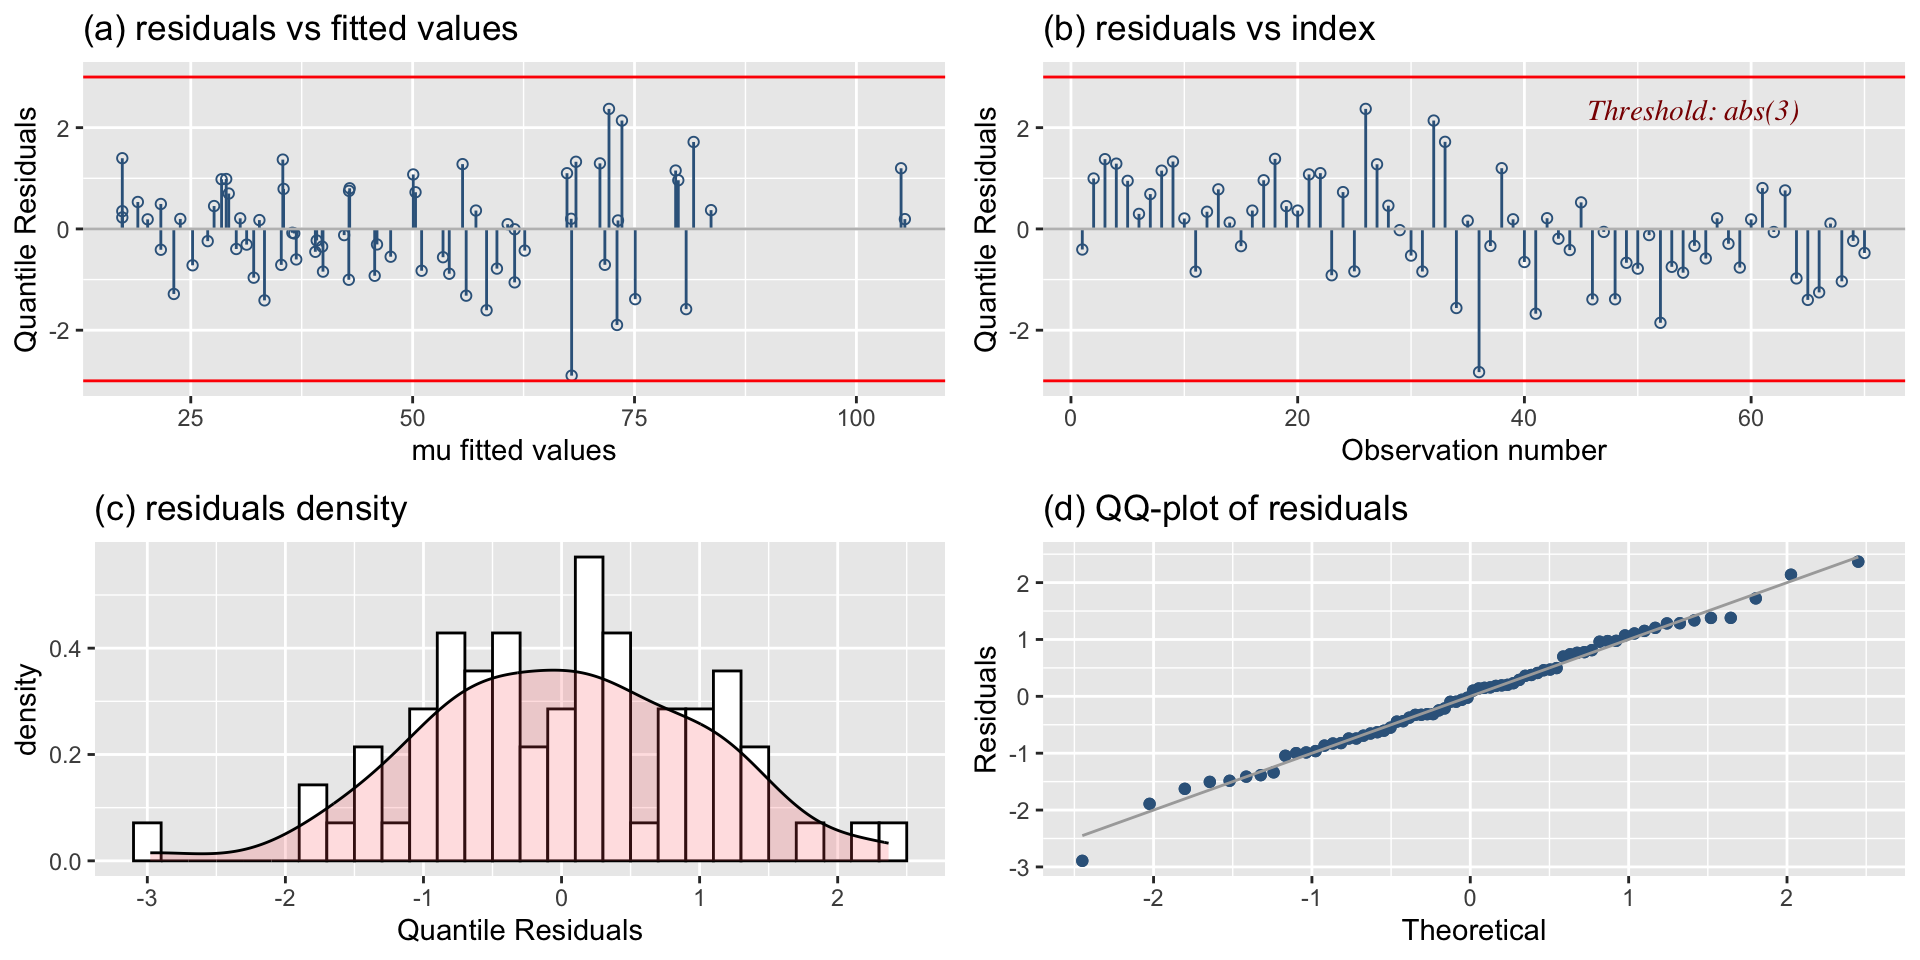 (a) residuals vs fitted values
Quantile Residuals
2
0
-2
25 50 75 100
mu fitted values
(b) residuals vs index
Threshold: abs(3)
Quantile Residuals
2
0
-2
0 20 40 60
Observation number
(c) residuals density
density
0.4
0.2
0.0
-3 -2 -1 0 1 2
Quantile Residuals
(d) QQ-plot of residuals
Residuals
2
1
0
-1
-2
-3
-2 -1 0 1 2
Theoretical